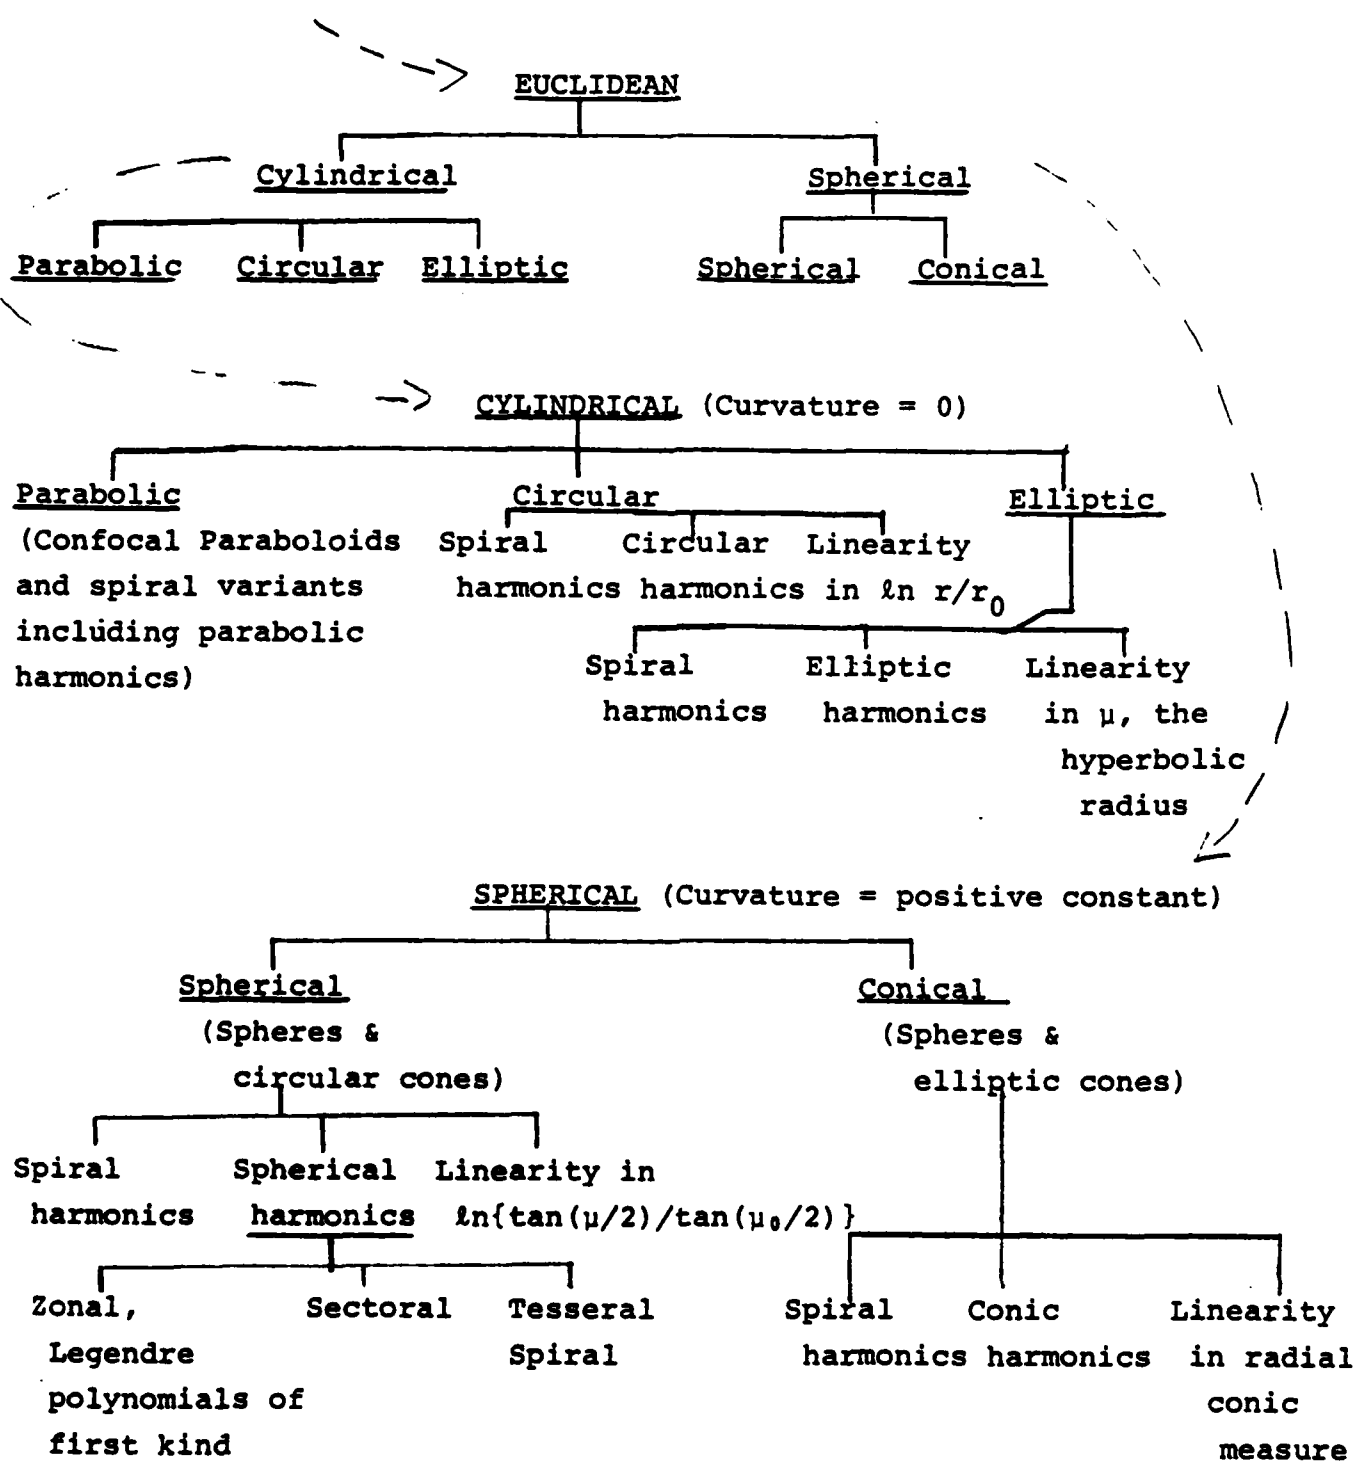 EUCLIDEAN
Cylindrical Spherical
Parabolic Circular Elliptic Spherical Conical
CYLINDRICAL (Curvature = 0)
Parabolic Circular Elliptic
(Confocal Paraboloids Spiral Circular Linearity
and spiral variants harmonics harmonics in ℓn r/r₀
including parabolic
harmonics) Spiral Elliptic Linearity
harmonics harmonics in μ, the
hyperbolic
radius
SPHERICAL (Curvature = positive constant)
Spherical Conical
(Spheres & (Spheres &
circular cones) elliptic cones)
Spiral Spherical Linearity in
harmonics harmonics ℓn{tan(μ/2)/tan(μ₀/2)}
Zonal, Sectoral Tesseral Spiral Conic Linearity
Legendre Spiral harmonics harmonics in radial
polynomials of conic
first kind measure